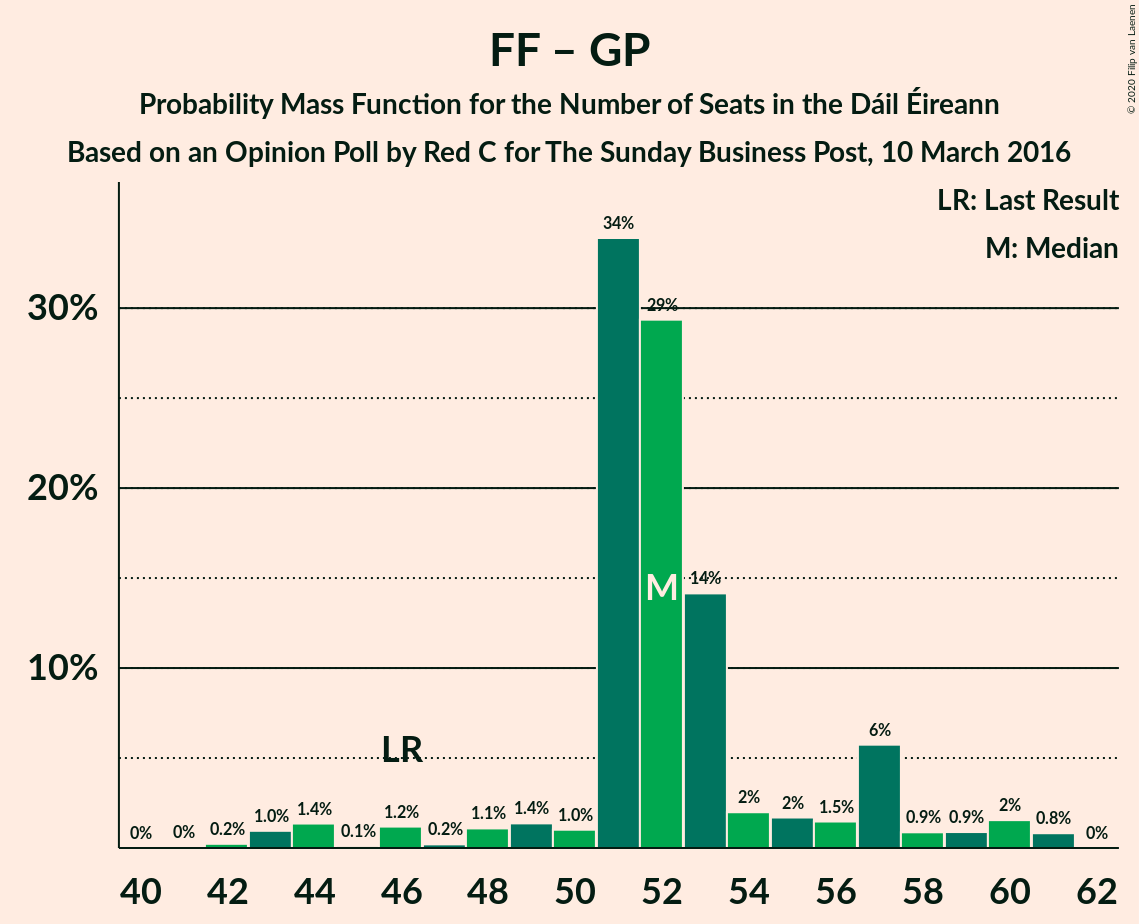 FF – GP
Probability Mass Function for the Number of Seats in the Dáil Éireann
Based on an Opinion Poll by Red C for The Sunday Business Post, 10 March 2016
© 2020 Filip van Laenen
LR: Last Result
M: Median
30%
20%
10%
0%
0%
0.2%
1.0%
1.4%
0.1%
1.2%
0.2%
1.1%
1.4%
1.0%
34%
29%
14%
2%
2%
1.5%
6%
0.9%
0.9%
2%
0.8%
0%
LR
M
40 42 44 46 48 50 52 54 56 58 60 62